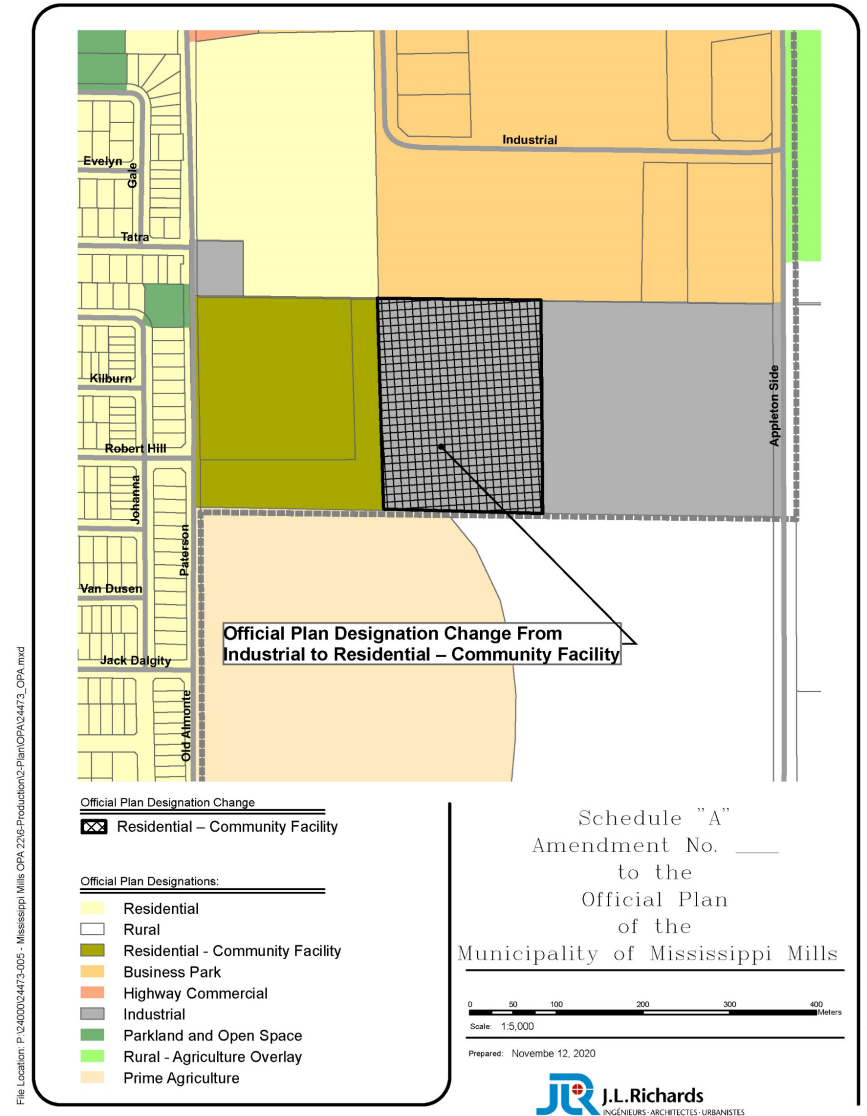 Industrial
Evelyn
Gale
Tatra
Kilburn
Appleton Side
Robert Hill
Johanna
Paterson
Van Dusen
Official Plan Designation Change From
Industrial to Residential – Community Facility
Jack Dalgity
Old Almonte
File Location: P:\24000\24473-005 - Mississippi Mills OPA 22\6-Production\2-Plan\OPA\24473_OPA.mxd
Official Plan Designation Change
Residential – Community Facility
Official Plan Designations:
Residential
Rural
Residential - Community Facility
Business Park
Highway Commercial
Industrial
Parkland and Open Space
Rural - Agriculture Overlay
Prime Agriculture
Schedule "A"
Amendment No. ____
to the
Official Plan
of the
Municipality of Mississippi Mills
0 50 100 200 300 400
Meters
Scale: 1:5,000
Prepared: Novembe 12, 2020
JLR J.L.Richards
INGÉNIEURS · ARCHITECTES · URBANISTES